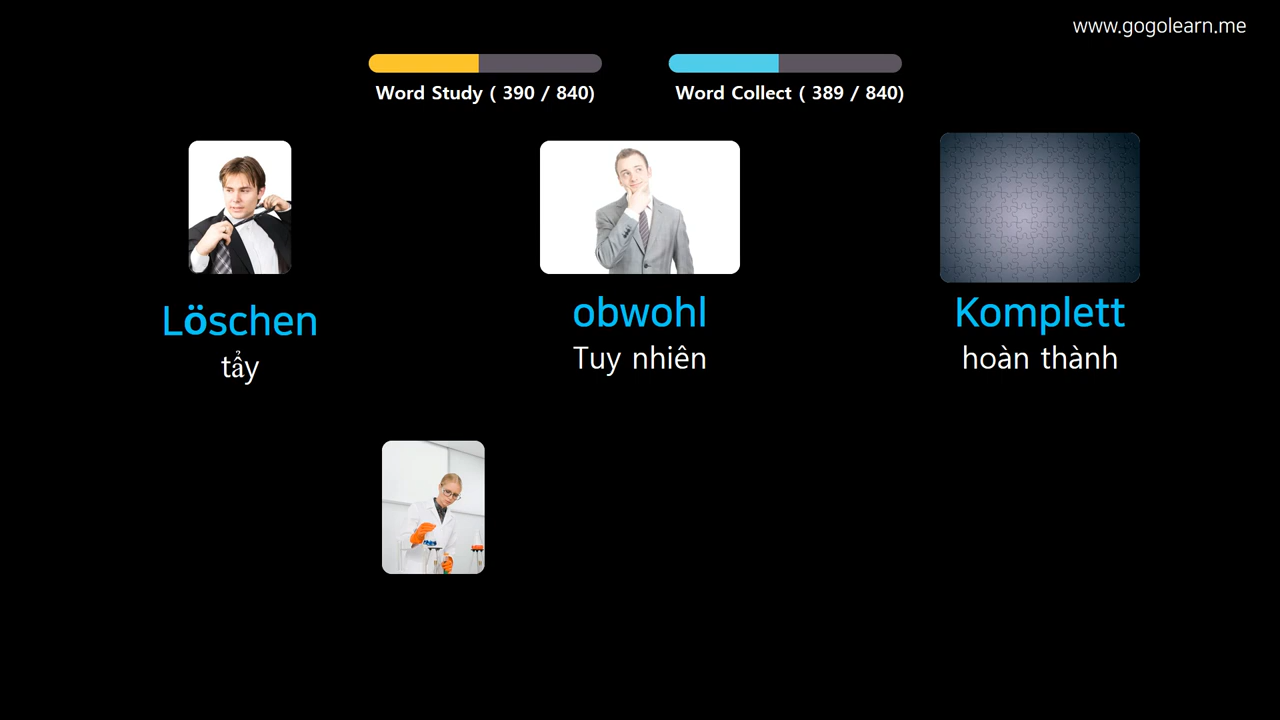 www.gogolearn.me
Word Study ( 390 / 840)
Word Collect ( 389 / 840)
Löschen
tẩy
obwohl
Tuy nhiên
Komplett
hoàn thành